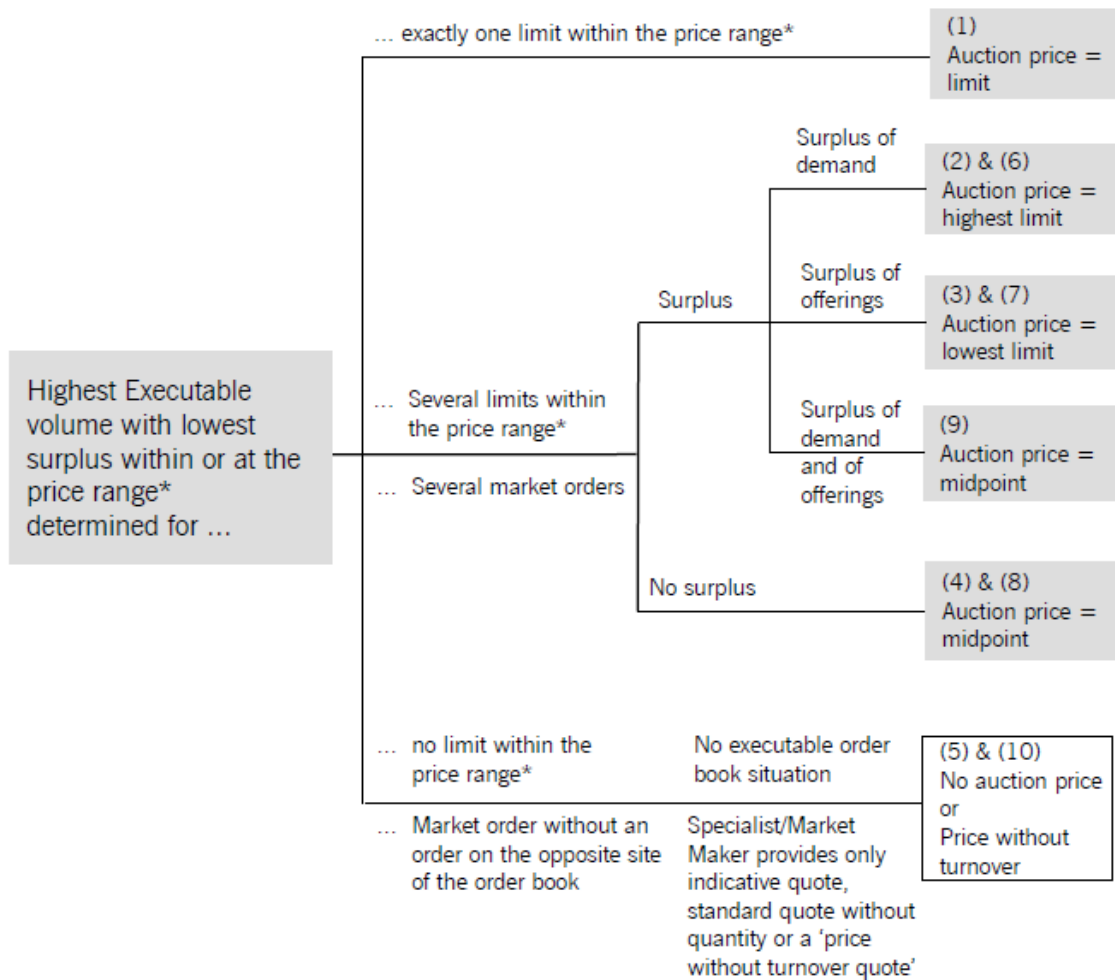 ... exactly one limit within the price range*
(1)
Auction price =
limit
Surplus of
demand
(2) & (6)
Auction price =
highest limit
Surplus
Surplus of
offerings
(3) & (7)
Auction price =
lowest limit
Highest Executable
volume with lowest
surplus within or at the
price range*
determined for ...
... Several limits within
the price range*
... Several market orders
Surplus of
demand
and of
offerings
(9)
Auction price =
midpoint
No surplus
(4) & (8)
Auction price =
midpoint
... no limit within the
price range*
No executable order
book situation
(5) & (10)
No auction price
or
Price without
turnover
... Market order without an
order on the opposite site
of the order book
Specialist/Market
Maker provides only
indicative quote,
standard quote without
quantity or a ‘price
without turnover quote’